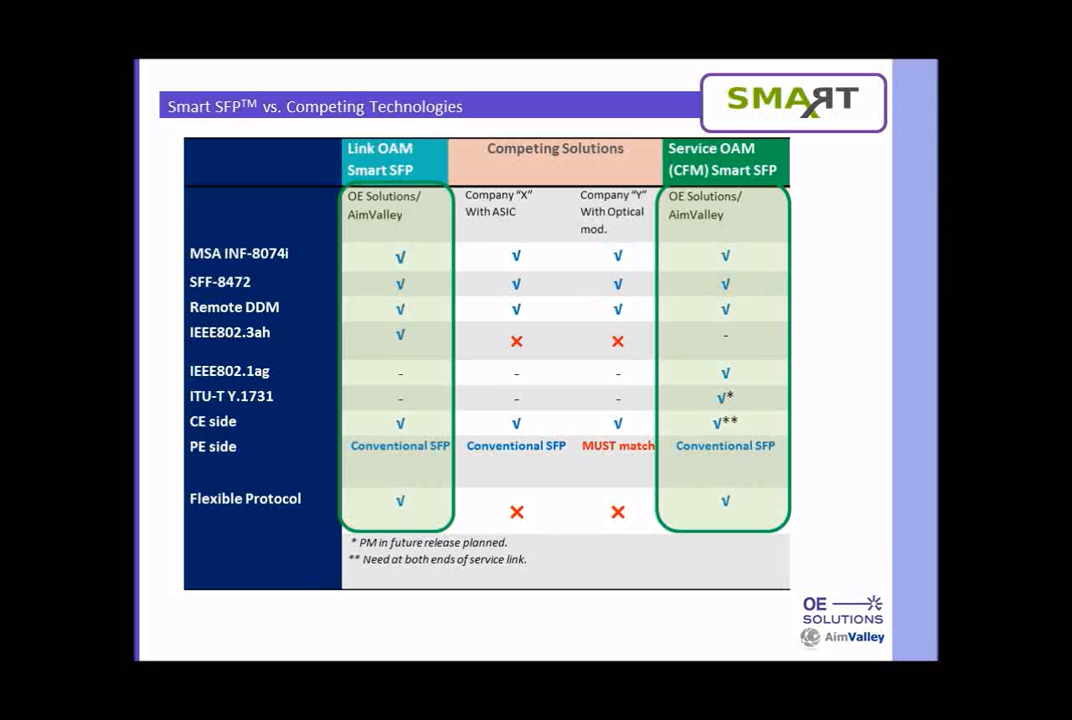 Smart SFP™ vs. Competing Technologies
SMART
Link OAM Smart SFP
Competing Solutions
Service OAM (CFM) Smart SFP
OE Solutions/ AimValley
Company "X" With ASIC
Company "Y" With Optical mod.
OE Solutions/ AimValley
MSA INF-8074i √ √ √ √
SFF-8472 √ √ √ √
Remote DDM √ √ √ √
IEEE802.3ah √ × × -
IEEE802.1ag - - - √
ITU-T Y.1731 - - - √*
CE side √ √ √ √**
PE side Conventional SFP Conventional SFP MUST match Conventional SFP
Flexible Protocol √ × × √
* PM in future release planned.
** Need at both ends of service link.
OE
SOLUTIONS
AimValley